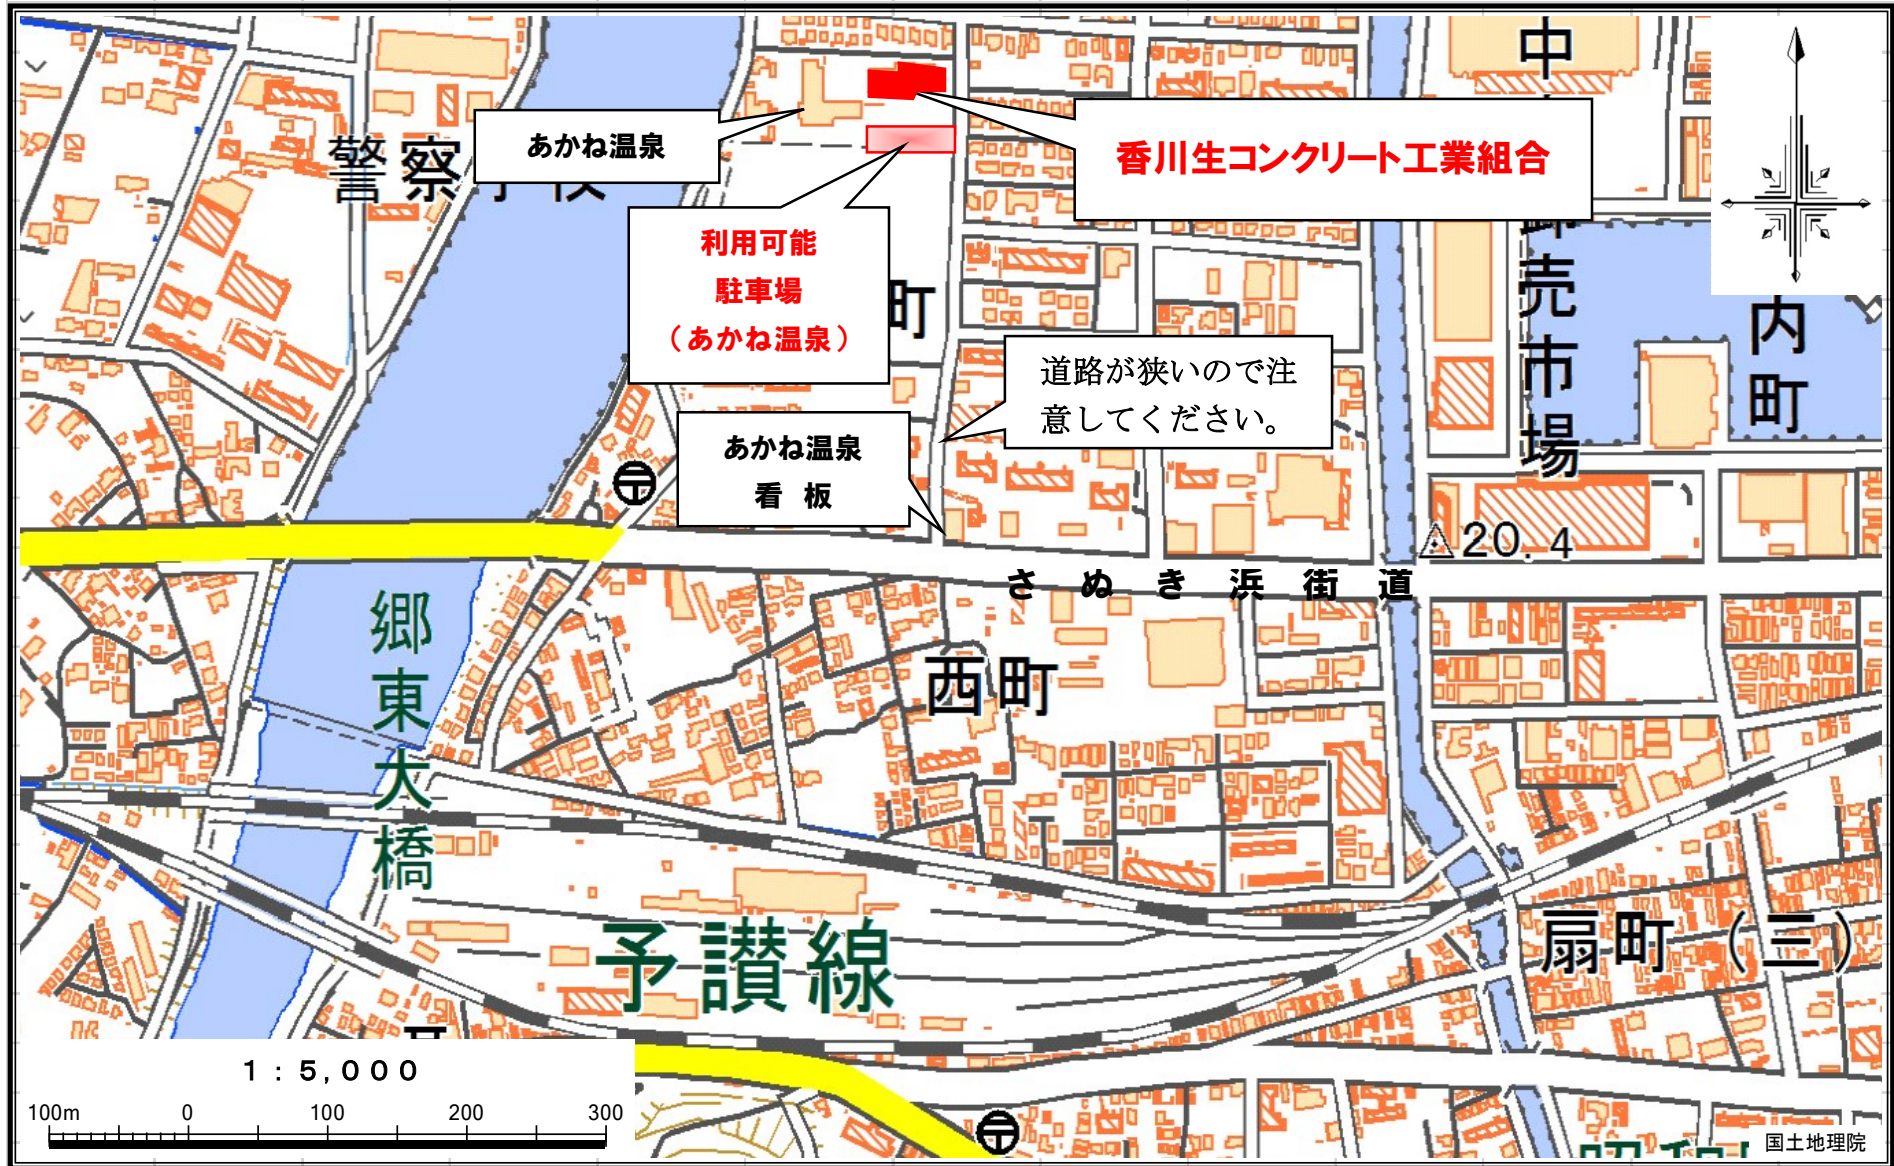 警察学校
あかね温泉
香川生コンクリート工業組合
中
卸売市場
利用可能
駐車場
（あかね温泉）
町
内町
道路が狭いので注
意してください。
あかね温泉
看 板
20.4
さぬき浜街道
郷東大橋
西町
予讃線
扇町（三）
1：5,000
100m 0 100 200 300
国土地理院